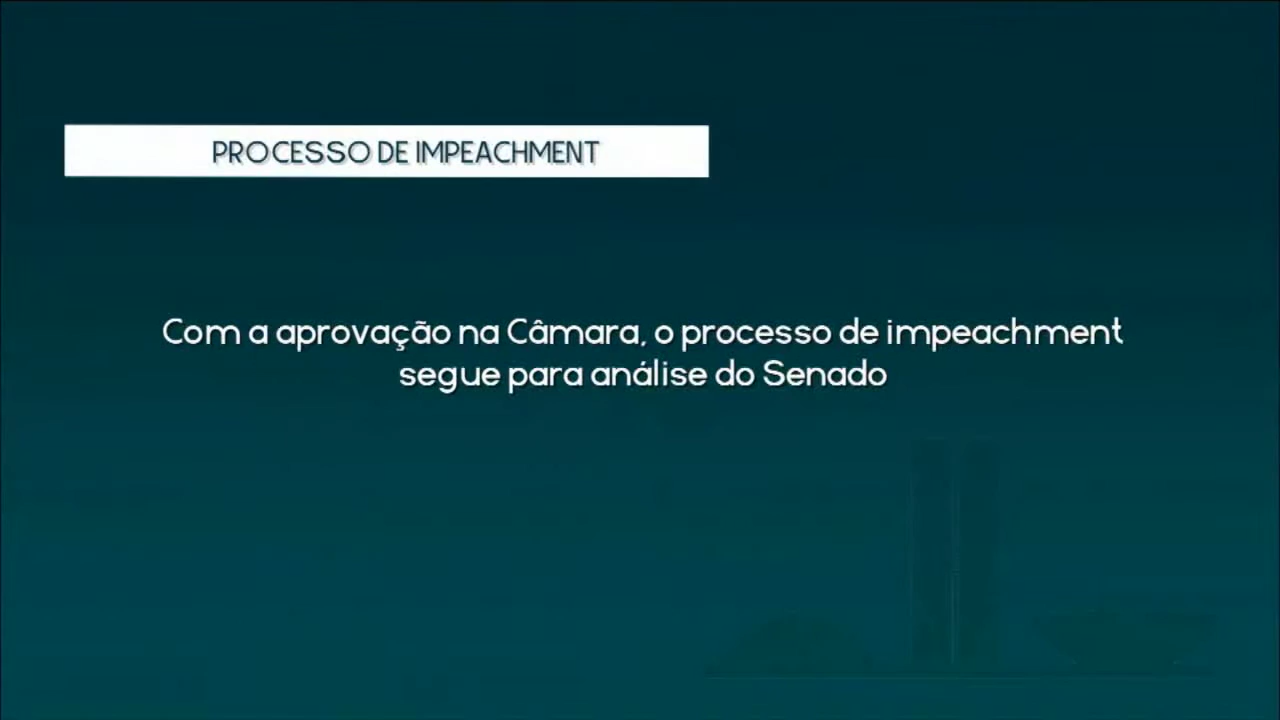 PROCESSO DE IMPEACHMENT
Com a aprovação na Câmara, o processo de impeachment
segue para análise do Senado